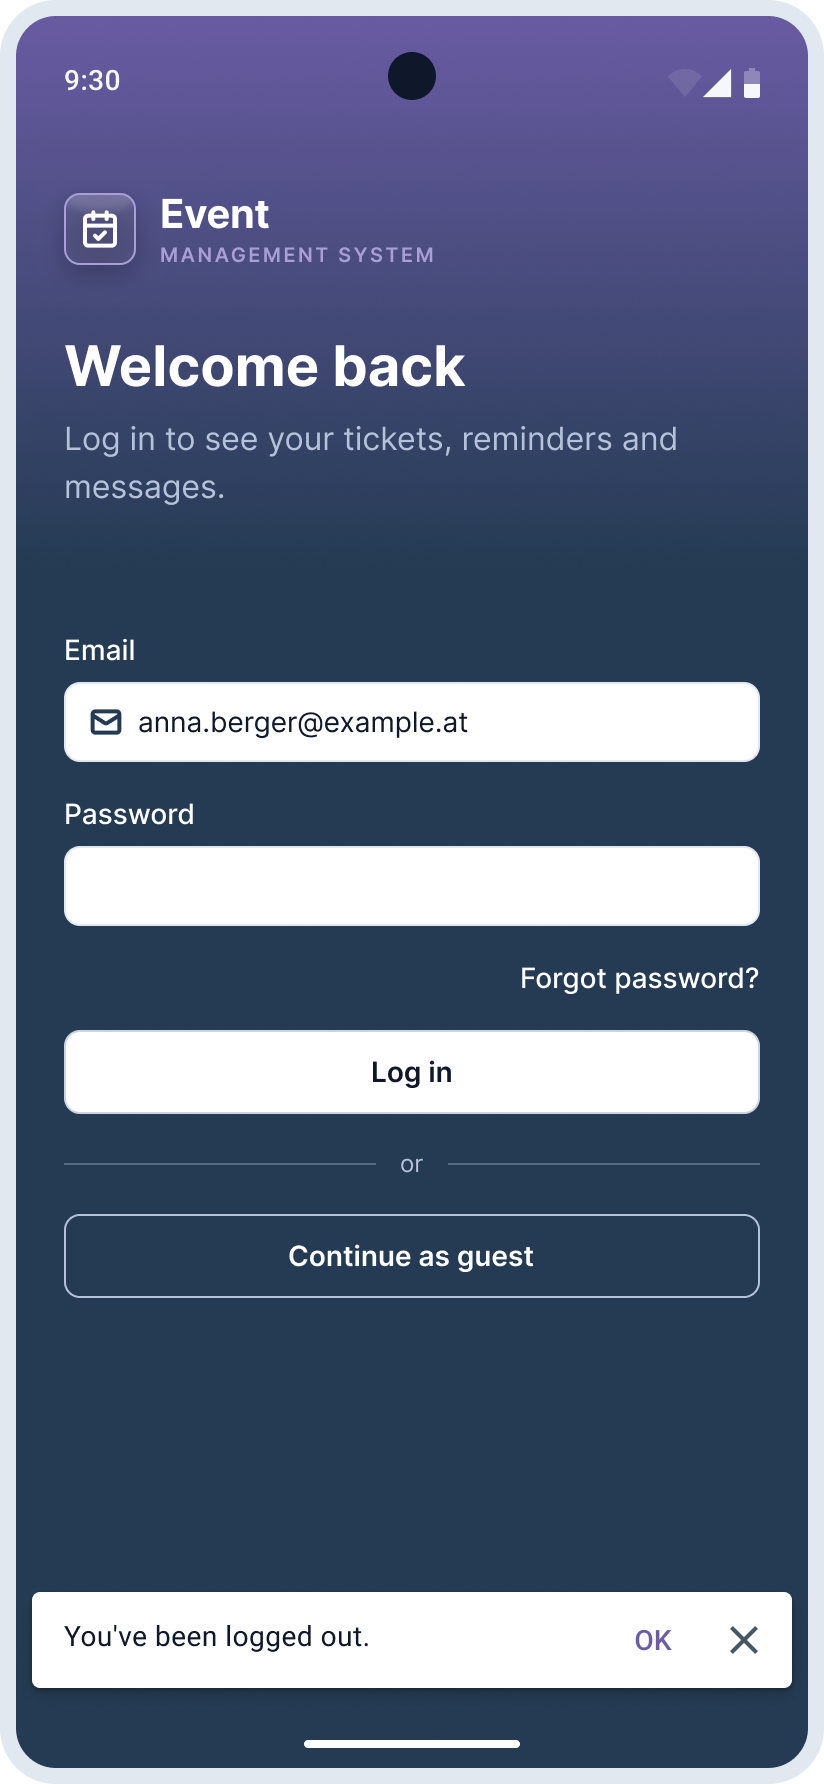 9:30
Event
MANAGEMENT SYSTEM
Welcome back
Log in to see your tickets, reminders and
messages.
Email
anna.berger@example.at
Password
Forgot password?
Log in
or
Continue as guest
You've been logged out.
OK